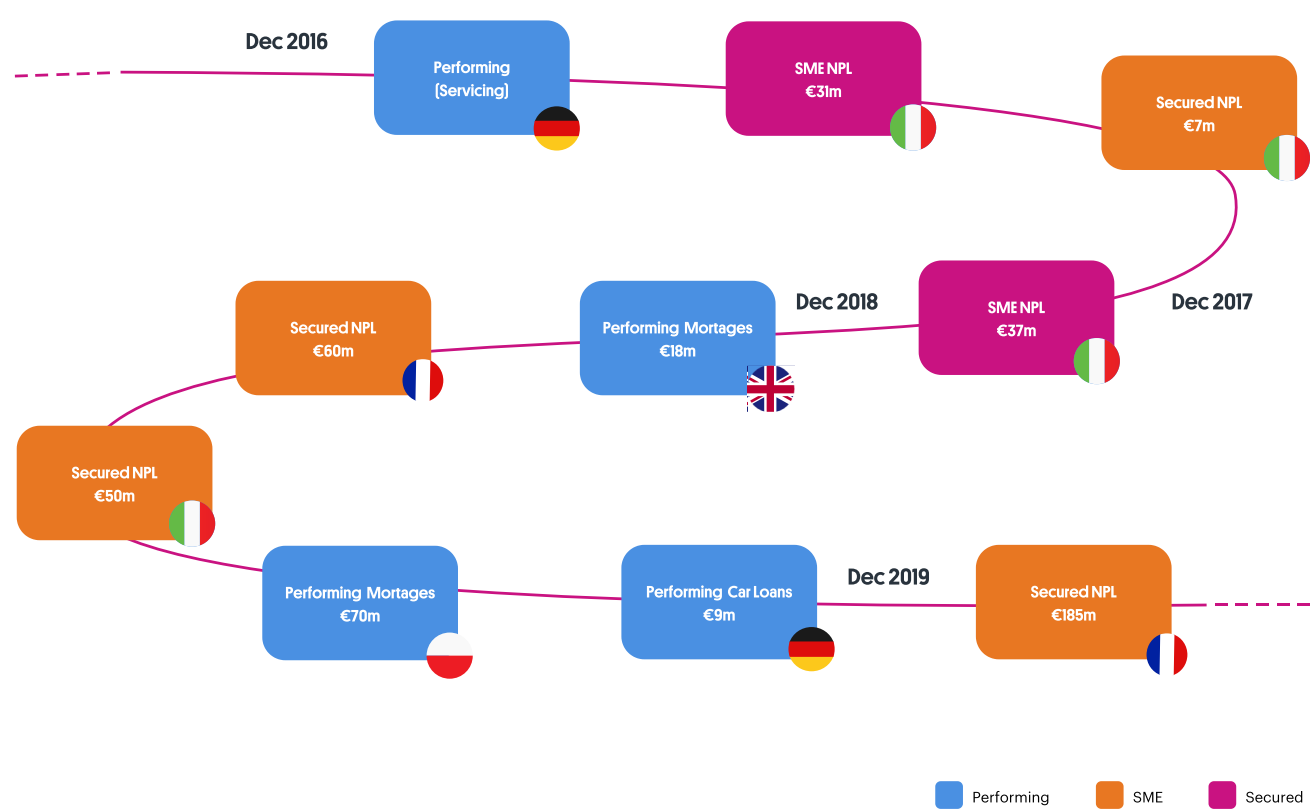 Dec 2016
Performing
(Servicing)
SME NPL
€31m
Secured NPL
€7m
Dec 2017
SME NPL
€37m
Dec 2018
Performing Mortages
€18m
Secured NPL
€60m
Secured NPL
€50m
Performing Mortages
€70m
Performing Car Loans
€9m
Dec 2019
Secured NPL
€185m
Performing
SME
Secured